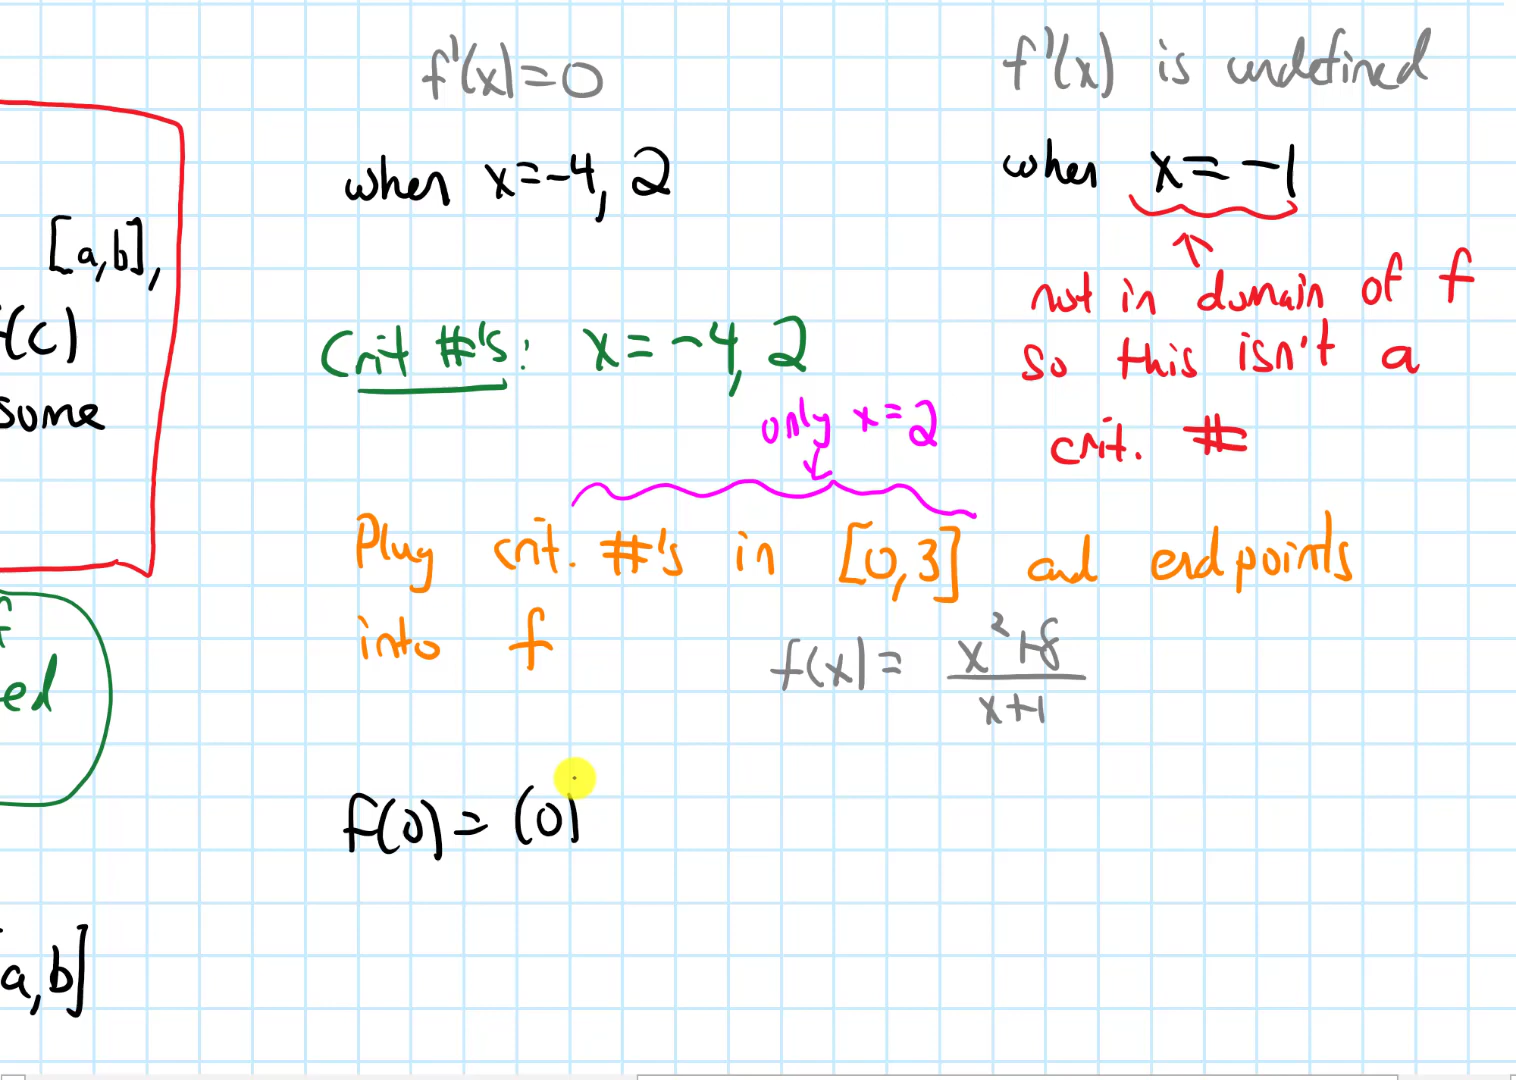 f'(x)=0
f'(x) is undefined
when x=-4, 2
when x= -1
[a,b],
not in domain of f
(c)
Crit #'s: x= -4, 2
so this isn't a
some
only x=2
crit. #
Plug crit. #'s in [0,3] and endpoints
into f
f(x)= x²+8 / x+1
ed
f(0)= (0)
a,b]